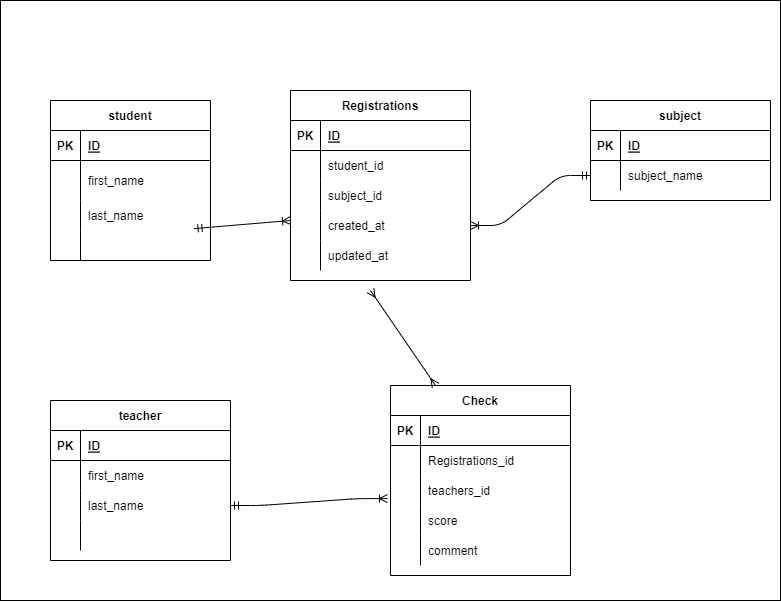 student
PK ID
first_name
last_name
Registrations
PK ID
student_id
subject_id
created_at
updated_at
subject
PK ID
subject_name
teacher
PK ID
first_name
last_name
Check
PK ID
Registrations_id
teachers_id
score
comment